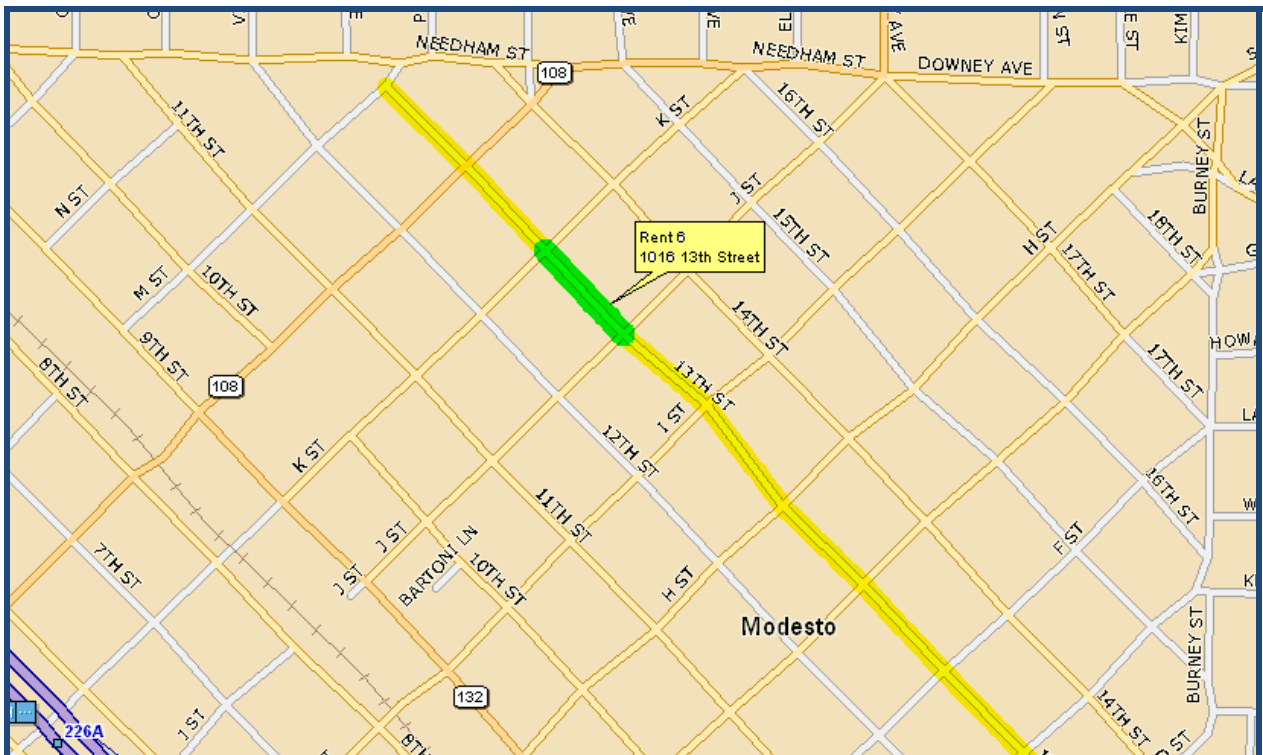 NEEDHAM ST
NEEDHAM ST
DOWNEY AVE
AVE
108
11TH ST
K ST
16TH ST
BURNEY ST
N ST
J ST
15TH ST
H ST
17TH ST
18TH ST
Rent 6
1016 13th Street
M ST
10TH ST
14TH ST
9TH ST
8TH ST
108
13TH ST
I ST
17TH ST
12TH ST
K ST
11TH ST
16TH ST
J ST
F ST
BARTONI LN
10TH ST
7TH ST
J ST
H ST
Modesto
BURNEY ST
132
14TH ST
I ST
226A
8TH